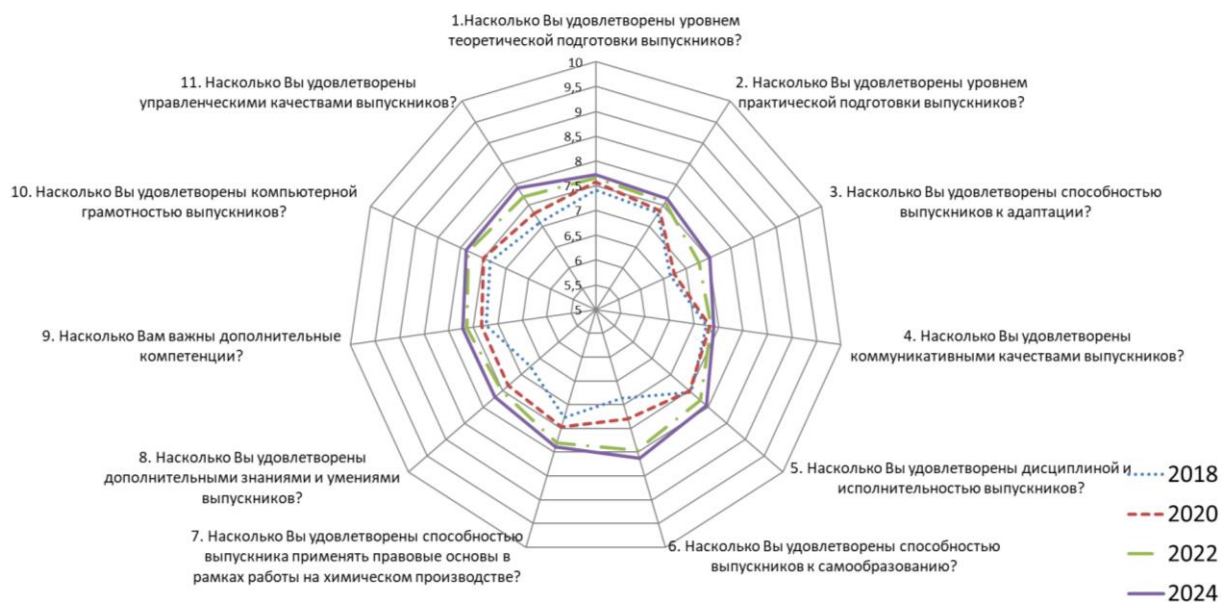 1.Насколько Вы удовлетворены уровнем
теоретической подготовки выпускников?
10
9,5
9
8,5
8
7,5
7
6,5
6
5,5
5
2. Насколько Вы удовлетворены уровнем
практической подготовки выпускников?
3. Насколько Вы удовлетворены способностью
выпускников к адаптации?
4. Насколько Вы удовлетворены
коммуникативными качествами выпускников?
5. Насколько Вы удовлетворены дисциплиной и
исполнительностью выпускников?
6. Насколько Вы удовлетворены способностью
выпускников к самообразованию?
7. Насколько Вы удовлетворены способностью
выпускника применять правовые основы в
рамках работы на химическом производстве?
8. Насколько Вы удовлетворены
дополнительными знаниями и умениями
выпускников?
9. Насколько Вам важны дополнительные
компетенции?
10. Насколько Вы удовлетворены компьютерной
грамотностью выпускников?
11. Насколько Вы удовлетворены
управленческими качествами выпускников?
2018
2020
2022
2024